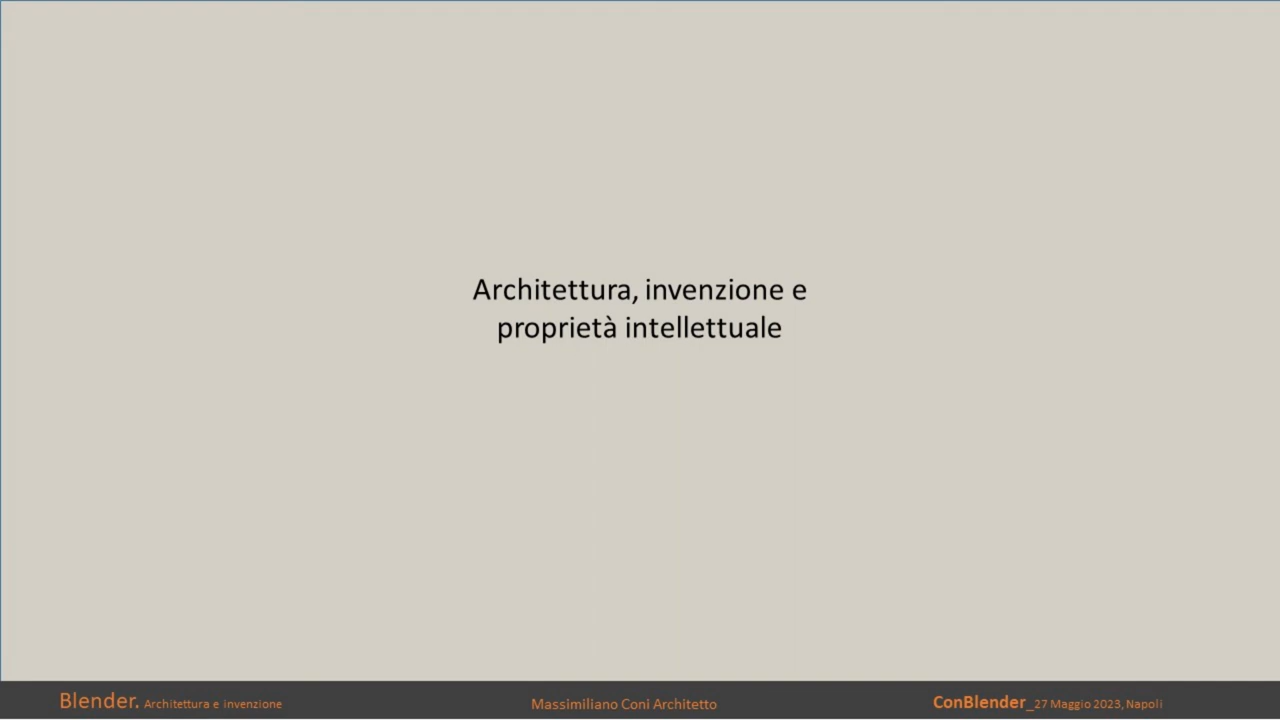 Architettura, invenzione e
proprietà intellettuale
Blender. Architettura e invenzione
Massimiliano Coni Architetto
ConBlender_27 Maggio 2023, Napoli